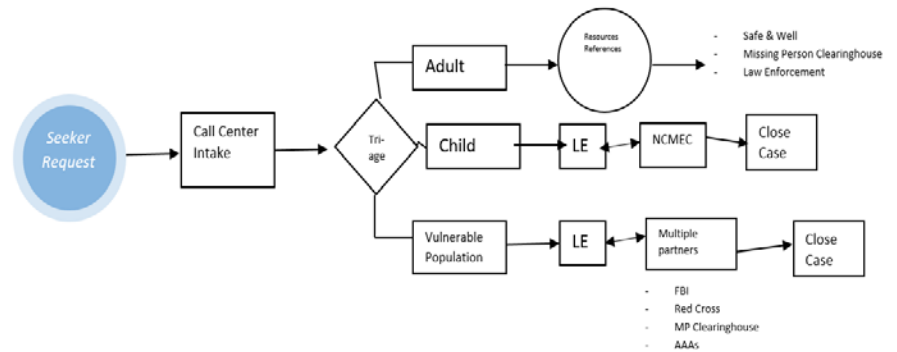 Seeker
Request
Call Center
Intake
Tri-
age
Adult
Resources
References
- Safe & Well
- Missing Person Clearinghouse
- Law Enforcement
Child
LE
NCMEC
Close
Case
Vulnerable
Population
LE
Multiple
partners
Close
Case
- FBI
- Red Cross
- MP Clearinghouse
- AAAs